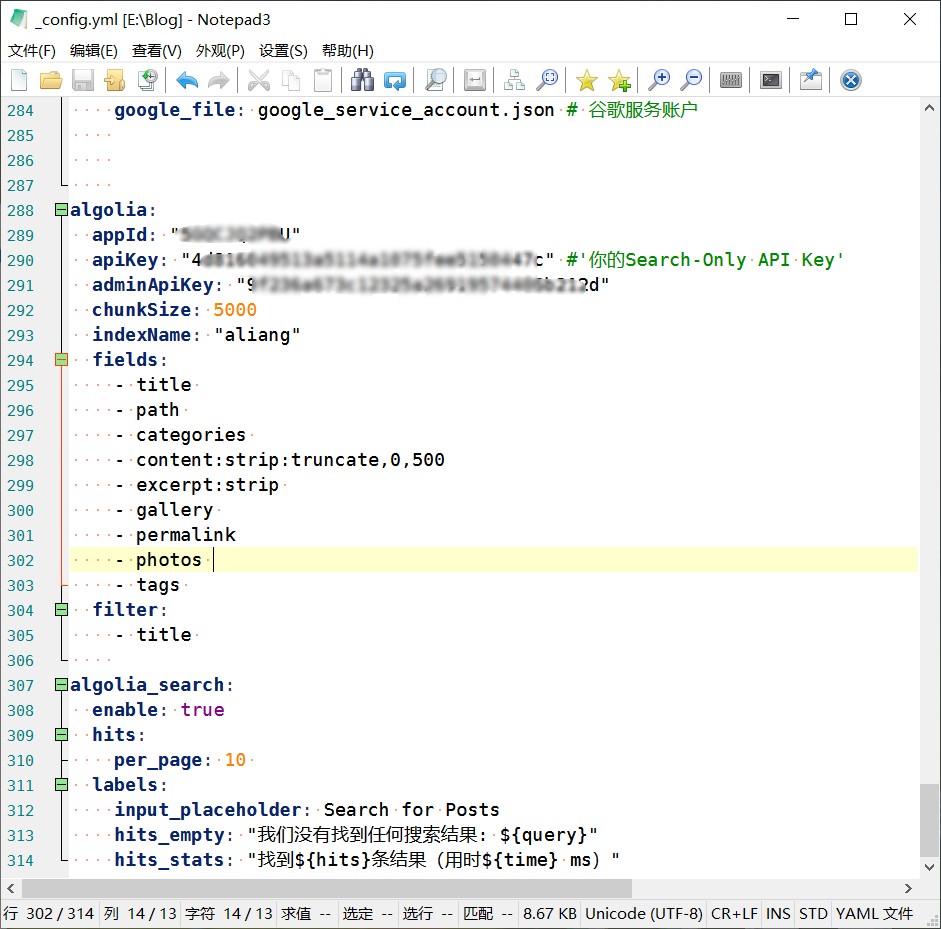 _config.yml [E:\Blog] - Notepad3
文件(F) 编辑(E) 查看(V) 外观(P) 设置(S) 帮助(H)
284 google_file: google_service_account.json # 谷歌服务账户
285
286
287
288 algolia:
289 appId: "
290 apiKey: " #'你的Search-Only API Key'
291 adminApiKey: "
292 chunkSize: 5000
293 indexName: "aliang"
294 fields:
295 - title
296 - path
297 - categories
298 - content:strip:truncate,0,500
299 - excerpt:strip
300 - gallery
301 - permalink
302 - photos
303 - tags
304 filter:
305 - title
306
307 algolia_search:
308 enable: true
309 hits:
310 per_page: 10
311 labels:
312 input_placeholder: Search for Posts
313 hits_empty: "我们没有找到任何搜索结果: ${query}"
314 hits_stats: "找到${hits}条结果（用时${time} ms）"
行 302 / 314 列 14 / 13 字符 14 / 13 求值 -- 选定 -- 选行 -- 匹配 -- 8.67 KB Unicode (UTF-8) CR+LF INS STD YAML 文件